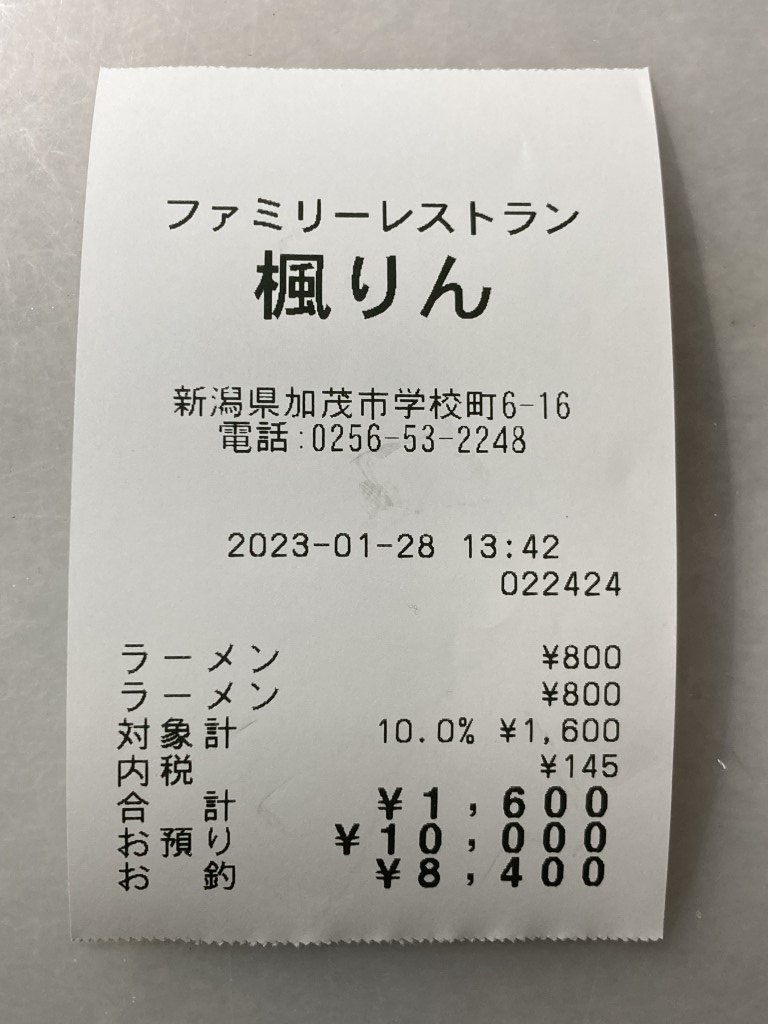 ファミリーレストラン
楓りん
新潟県加茂市学校町6-16
電話:0256-53-2248
2023-01-28 13:42
022424
ラーメン ¥800
ラーメン ¥800
対象計 10.0% ¥1,600
内税 ¥145
合計 ¥1,600
お預り ¥10,000
お釣 ¥8,400